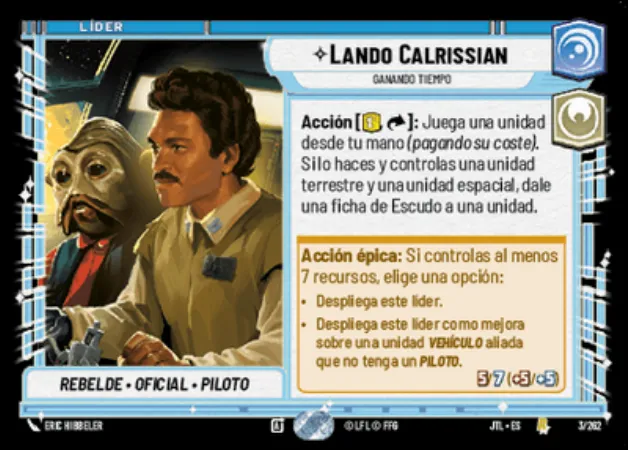 LÍDER
LANDO CALRISSIAN
GANANDO TIEMPO
Acción [1 ]: Juega una unidad
desde tu mano (pagando su coste).
Si lo haces y controlas una unidad
terrestre y una unidad espacial, dale
una ficha de Escudo a una unidad.
Acción épica: Si controlas al menos
7 recursos, elige una opción:
• Despliega este líder.
• Despliega este líder como mejora
sobre una unidad VEHÍCULO aliada
que no tenga un PILOTO.
5/7 (+5/+5)
REBELDE • OFICIAL • PILOTO
ERIC HIBBELER
A
© LFL © FFG
JTL • ES
3/262